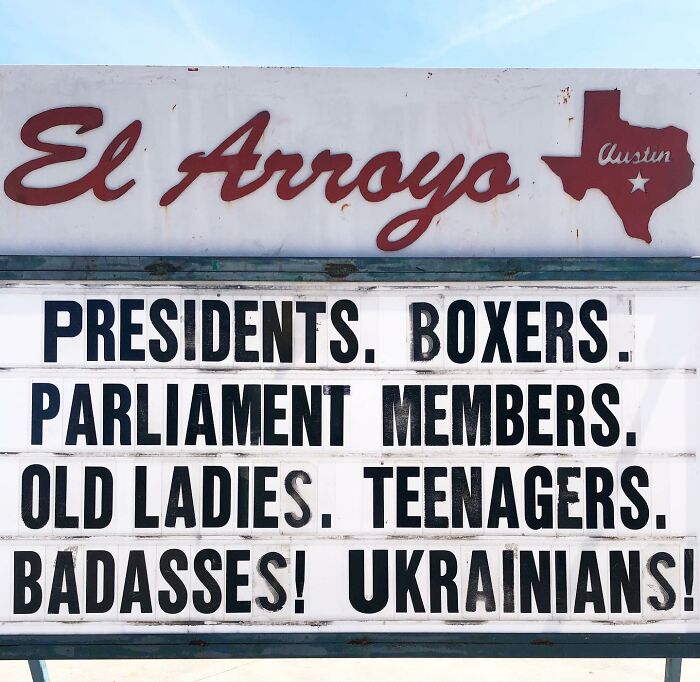 El Arroyo
Austin
PRESIDENTS. BOXERS.
PARLIAMENT MEMBERS.
OLD LADIES. TEENAGERS.
BADASSES! UKRAINIANS!